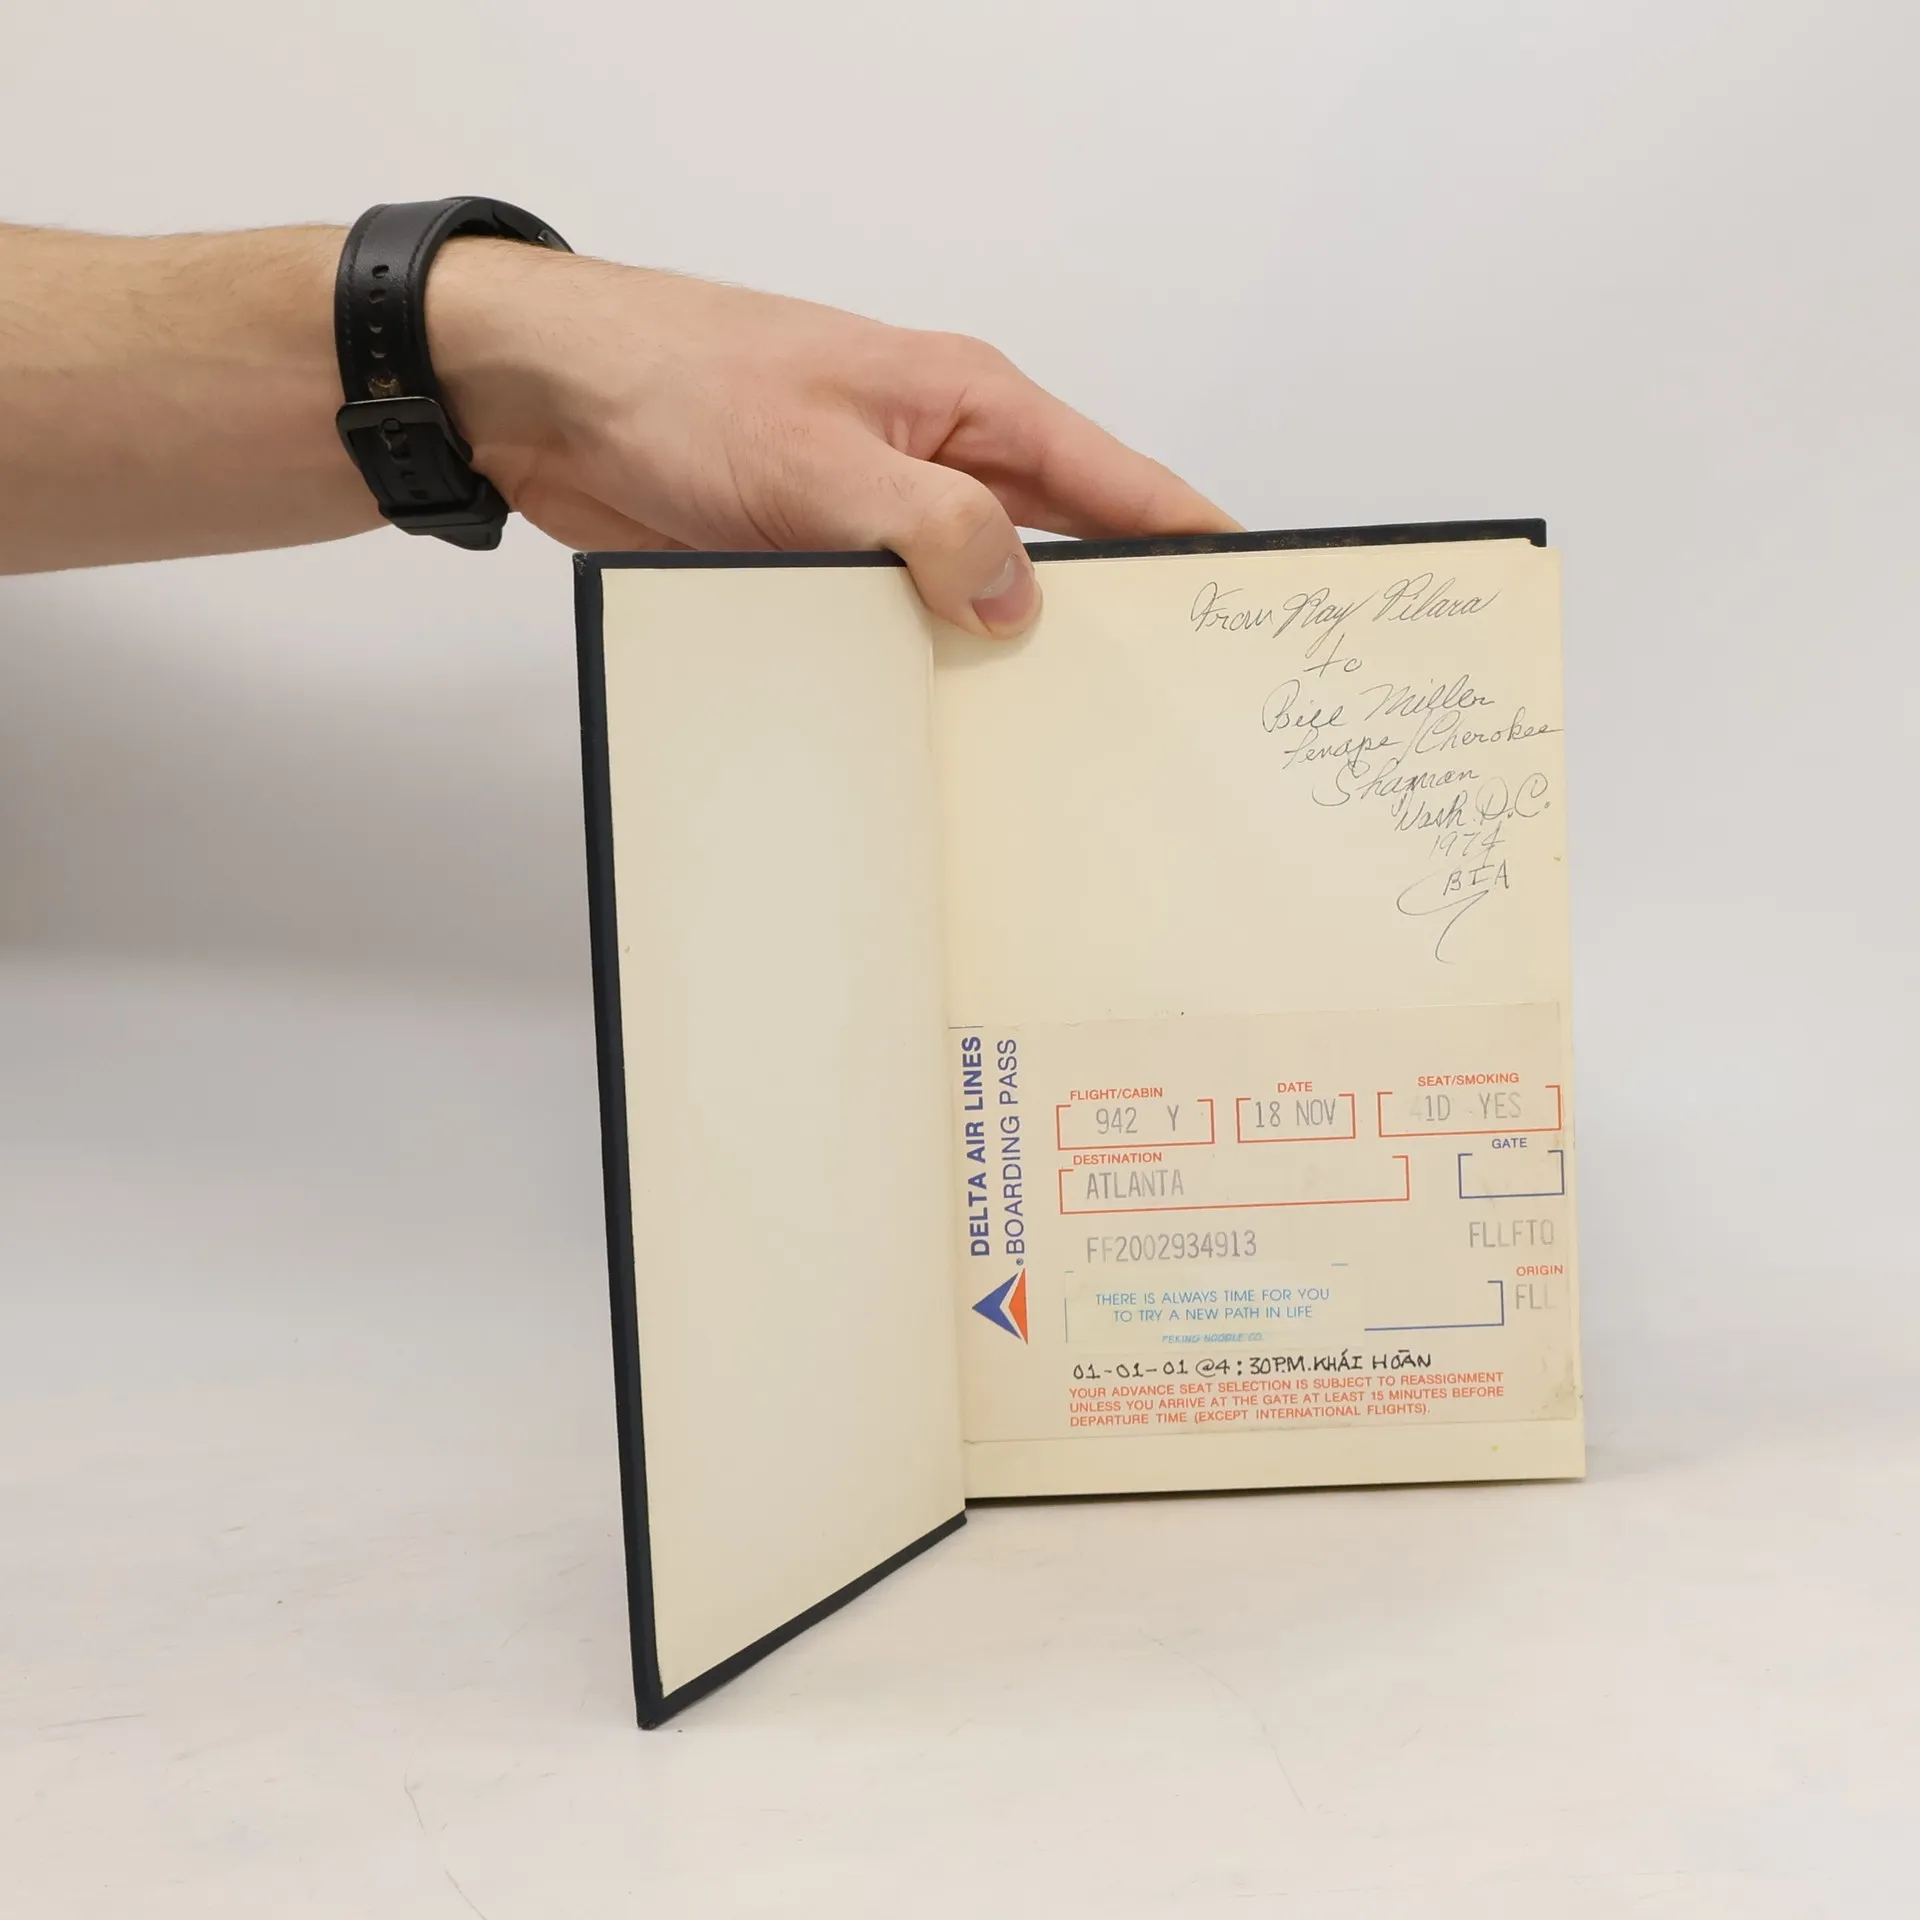 From Ray Pilara
to
Bill Miller
Lenape/Cherokee
Shaman
Wash. D.C.
1974
BIA
DELTA AIR LINES
BOARDING PASS
FLIGHT/CABIN
942 Y
DATE
18 NOV
SEAT/SMOKING
41D YES
DESTINATION
ATLANTA
GATE
FF2002934913
FLLFTO
ORIGIN
FLL
THERE IS ALWAYS TIME FOR YOU
TO TRY A NEW PATH IN LIFE
PEKING NOODLE CO.
01-01-01 @4:30P.M. KHÁI HOÀN
YOUR ADVANCE SEAT SELECTION IS SUBJECT TO REASSIGNMENT
UNLESS YOU ARRIVE AT THE GATE AT LEAST 15 MINUTES BEFORE
DEPARTURE TIME (EXCEPT INTERNATIONAL FLIGHTS).